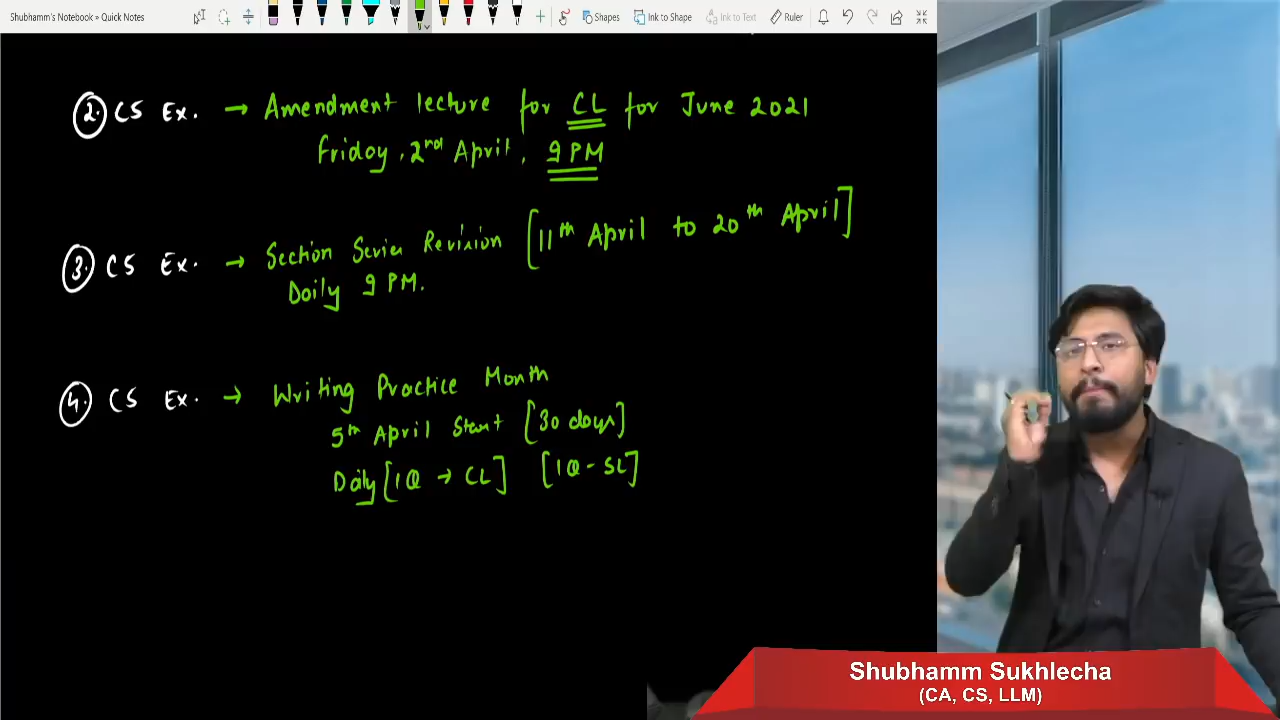 Shubhamm's Notebook » Quick Notes
Shapes
Ink to Shape
Ink to Text
Ruler
2. CS Ex. → Amendment lecture for CL for June 2021
Friday, 2nd April, 9 PM
3. CS Ex. → Section Series Revision [11th April to 20th April]
Daily 9 PM.
4. CS Ex. → Writing Practice Month
5th April Start [30 days]
Daily [1Q → CL] [1Q - SL]
Shubhamm Sukhlecha
(CA, CS, LLM)